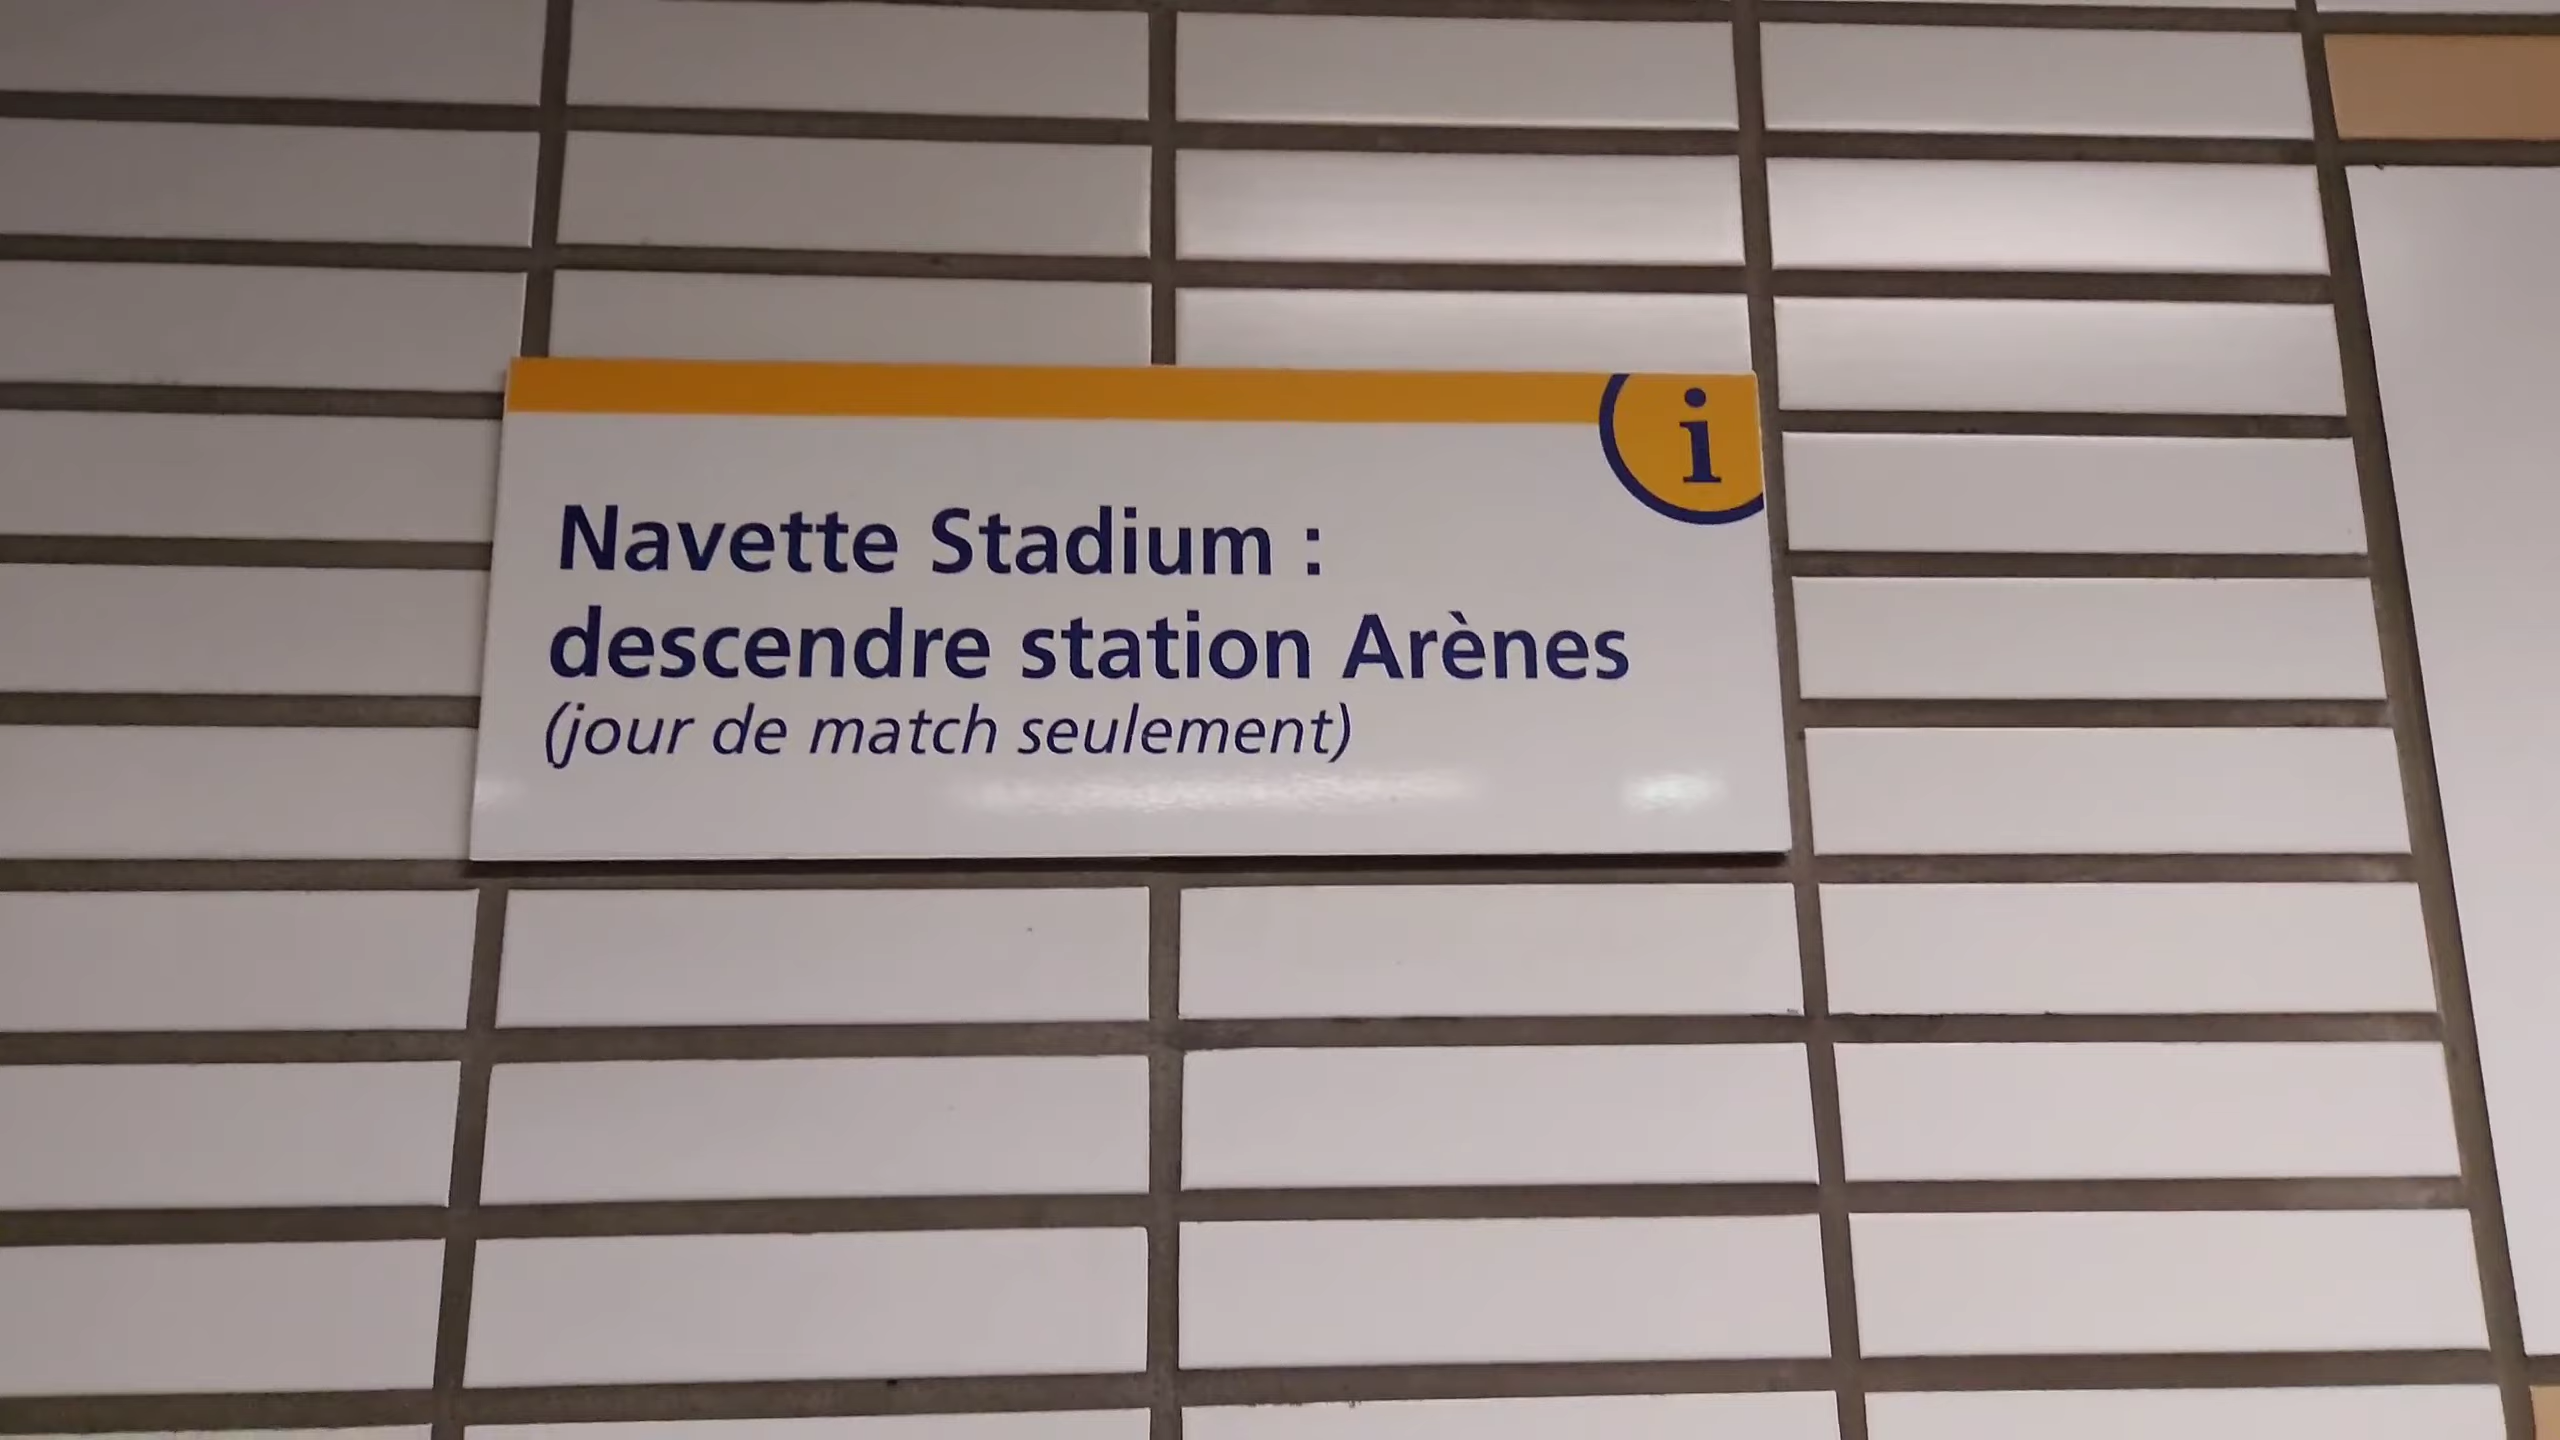 i
Navette Stadium :
descendre station Arènes
(jour de match seulement)